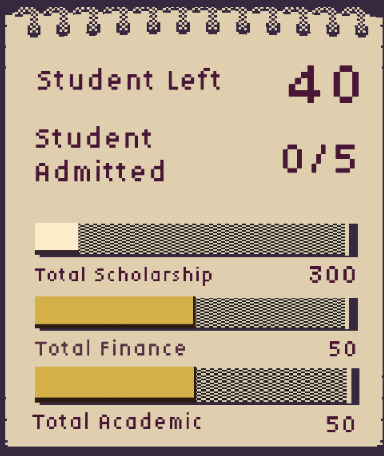 Student Left 40
Student
Admitted 0/5
Total Scholarship 300
Total Finance 50
Total Academic 50